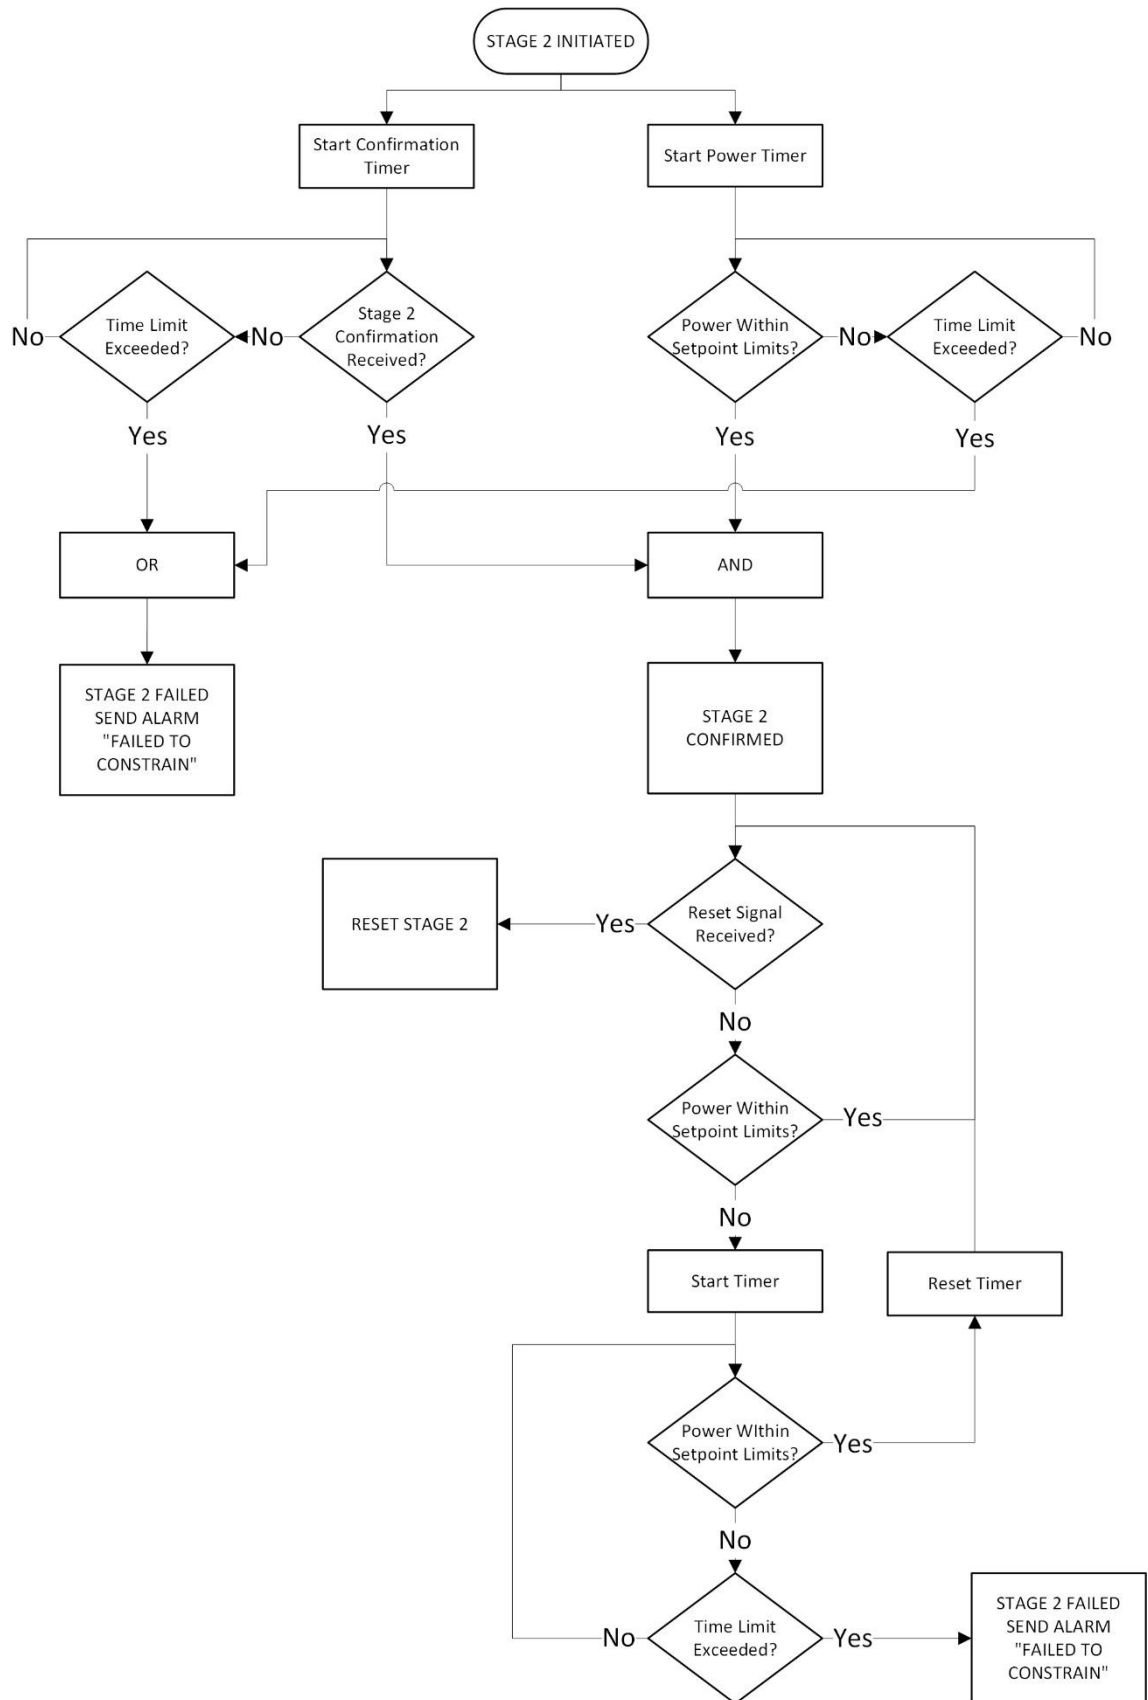 STAGE 2 INITIATED
Start Confirmation
Timer
Start Power Timer
No
Time Limit
Exceeded?
No
Stage 2
Confirmation
Received?
Power Within
Setpoint Limits?
No
Time Limit
Exceeded?
No
Yes
Yes
Yes
Yes
OR
AND
STAGE 2 FAILED
SEND ALARM
"FAILED TO
CONSTRAIN"
STAGE 2
CONFIRMED
RESET STAGE 2
Yes
Reset Signal
Received?
No
Power Within
Setpoint Limits?
Yes
No
Start Timer
Reset Timer
Power WIthin
Setpoint Limits?
Yes
No
No
Time Limit
Exceeded?
Yes
STAGE 2 FAILED
SEND ALARM
"FAILED TO
CONSTRAIN"